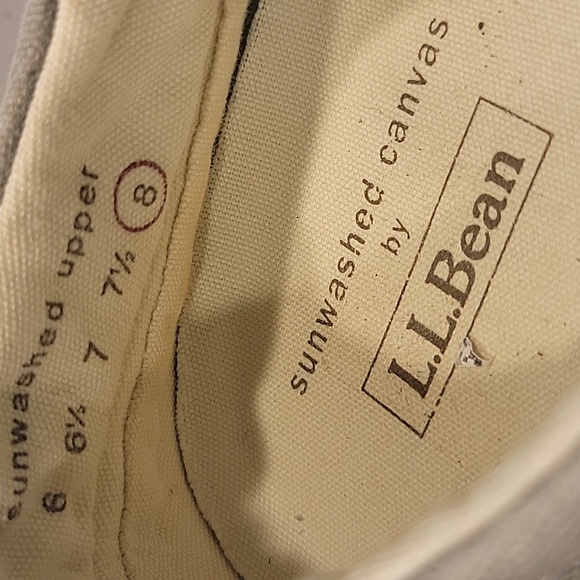 sunwashed upper
6 6½ 7 7½ 8
sunwashed canvas
by
L.L.Bean